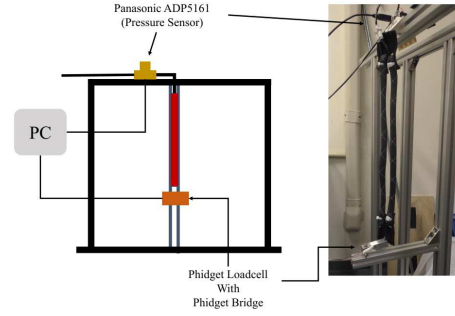 Panasonic ADP5161
(Pressure Sensor)
PC
Phidget Loadcell
With
Phidget Bridge